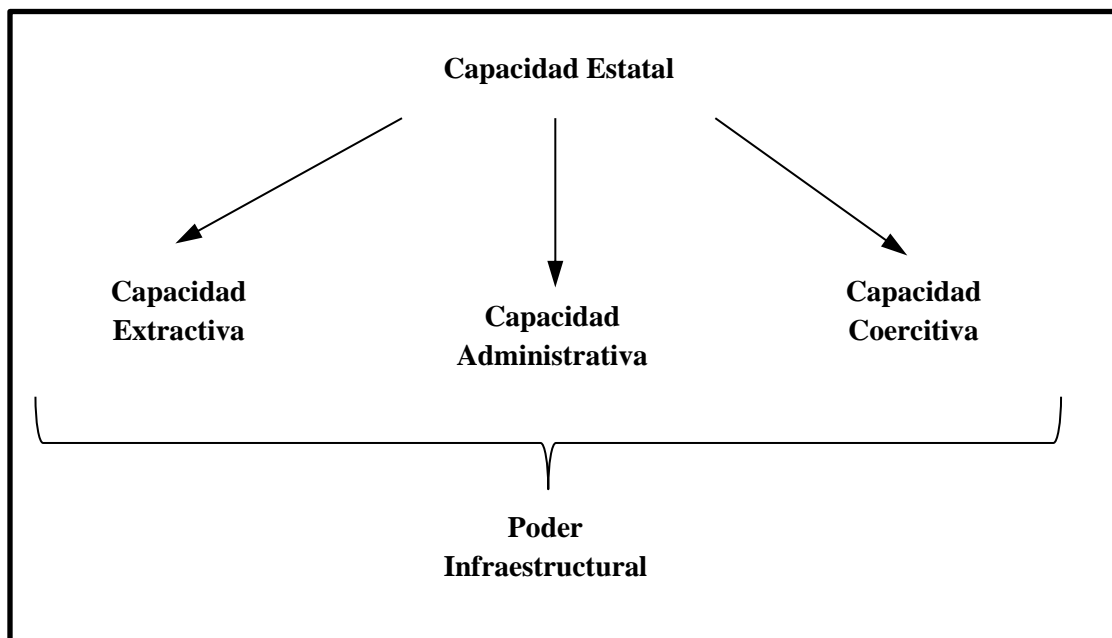 Capacidad Estatal
Capacidad
Extractiva
Capacidad
Administrativa
Capacidad
Coercitiva
Poder
Infraestructural